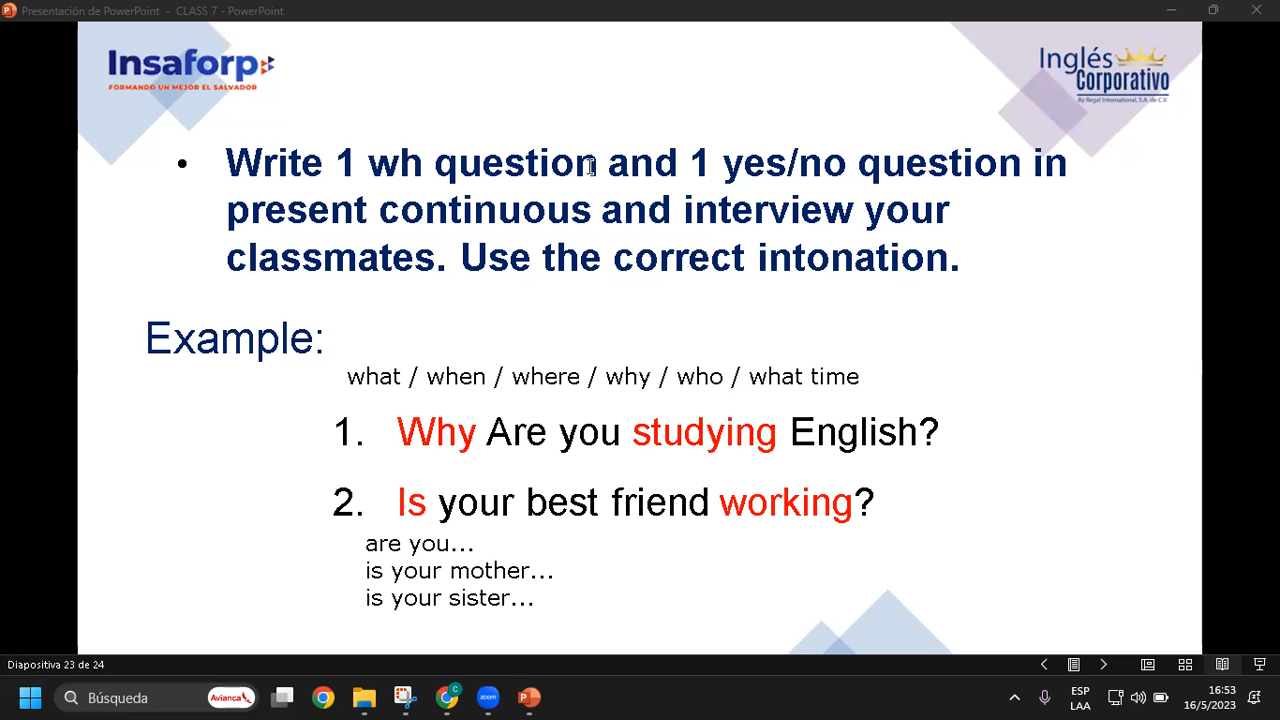 Presentación de PowerPoint - CLASS 7 - PowerPoint
Insaforp
FORMANDO UN MEJOR EL SALVADOR
Inglés
Corporativo
By Regal International, S.A. de C.V.
• Write 1 wh question and 1 yes/no question in
present continuous and interview your
classmates. Use the correct intonation.
Example:
what / when / where / why / who / what time
1. Why Are you studying English?
2. Is your best friend working?
are you...
is your mother...
is your sister...
Diapositiva 23 de 24
Búsqueda
Avianca
C
zoom
ESP
LAA
16:53
16/5/2023